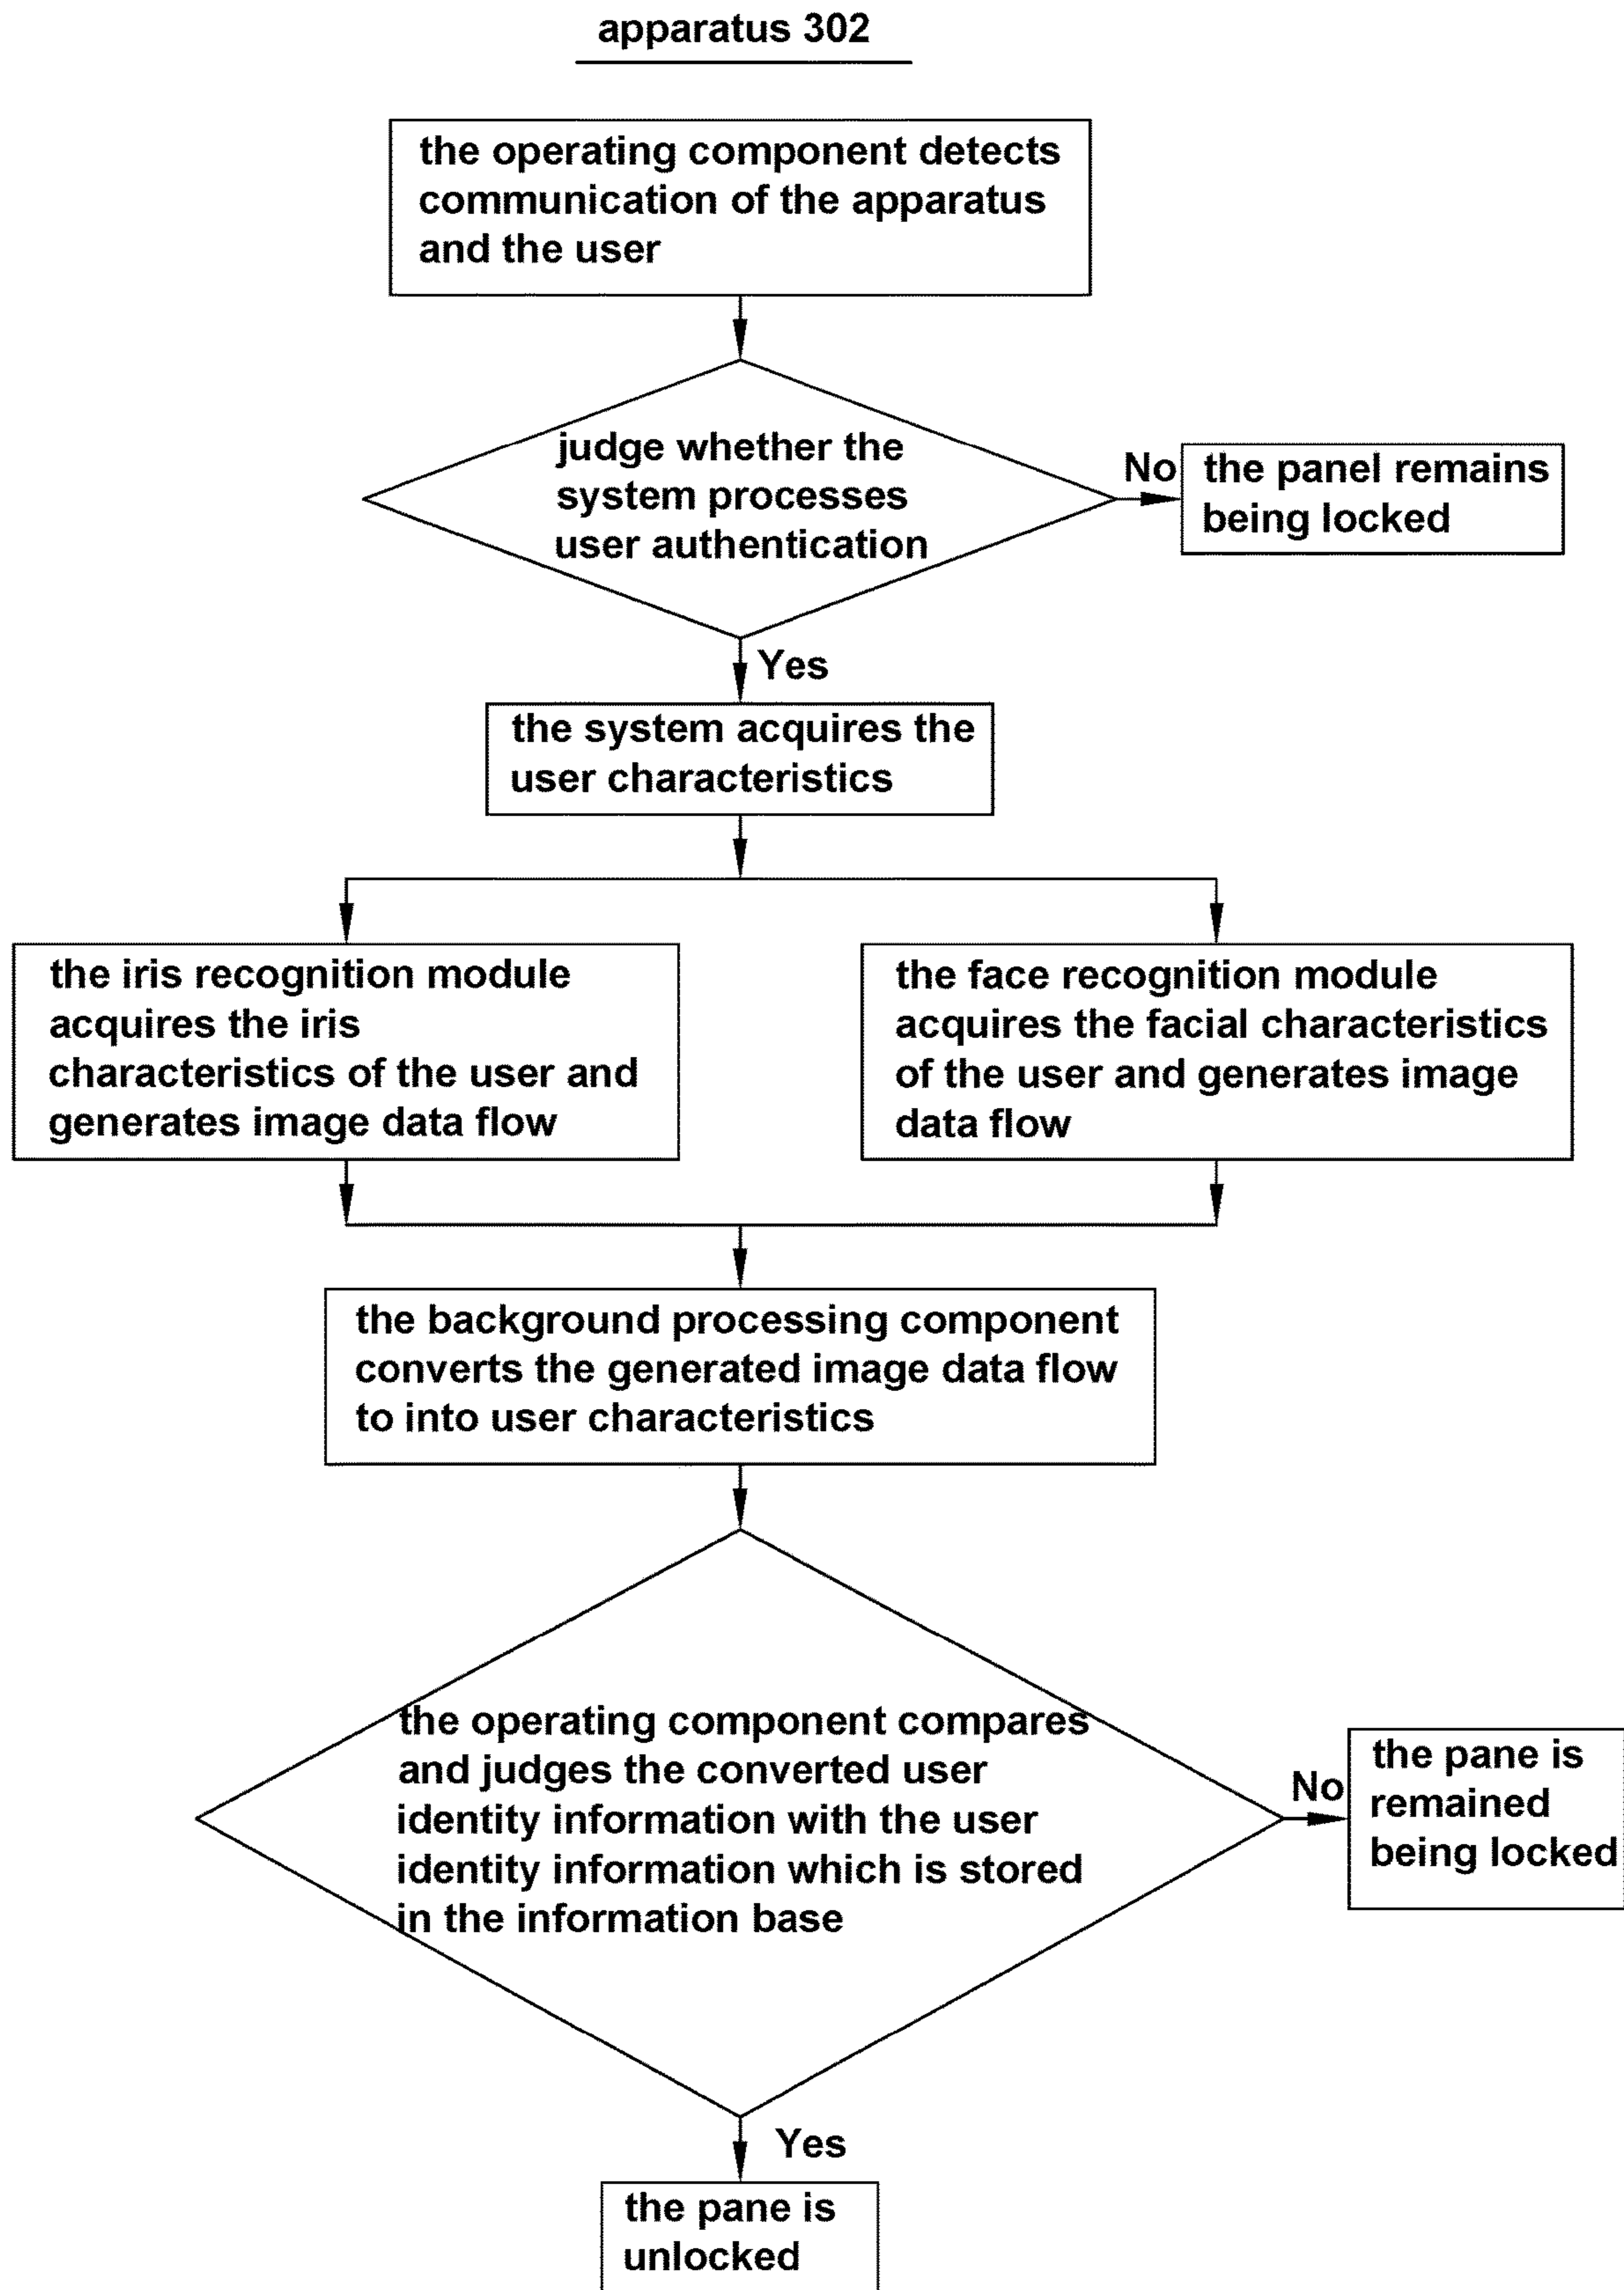 apparatus 302
the operating component detects
communication of the apparatus
and the user
judge whether the
system processes
user authentication
No
the panel remains
being locked
Yes
the system acquires the
user characteristics
the iris recognition module
acquires the iris
characteristics of the user and
generates image data flow
the face recognition module
acquires the facial characteristics
of the user and generates image
data flow
the background processing component
converts the generated image data flow
to into user characteristics
the operating component compares
and judges the converted user
identity information with the user
identity information which is stored
in the information base
No
the pane is
remained
being locked
Yes
the pane is
unlocked